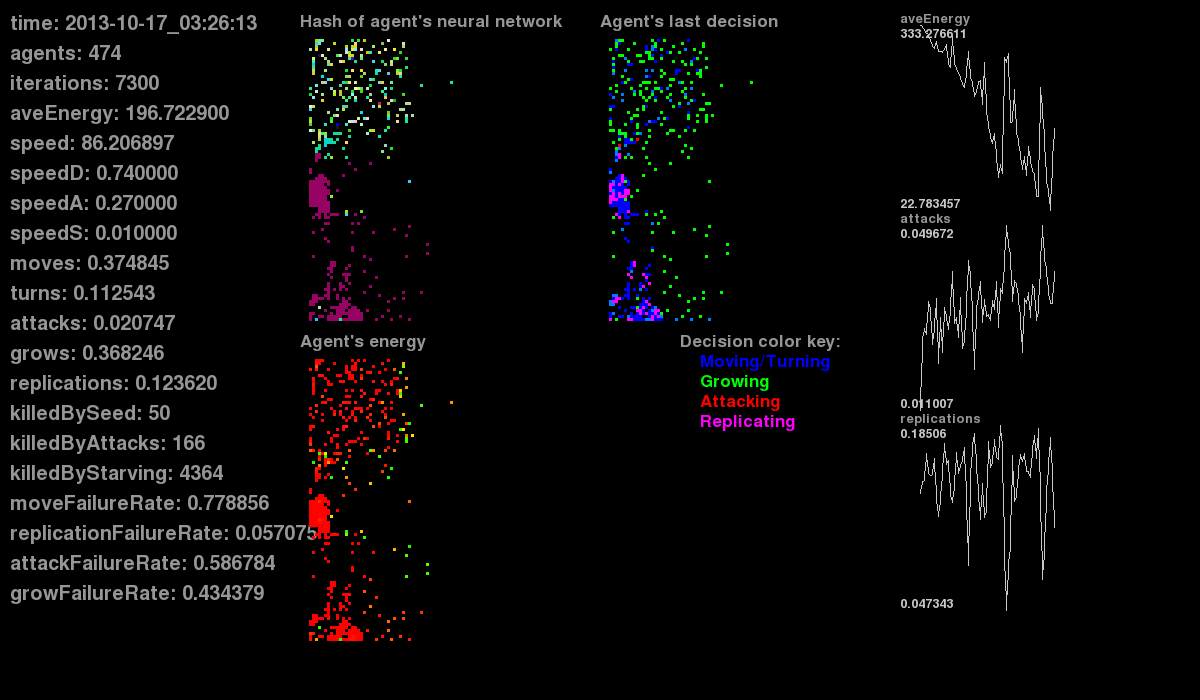 time: 2013-10-17_03:26:13
agents: 474
iterations: 7300
aveEnergy: 196.722900
speed: 86.206897
speedD: 0.740000
speedA: 0.270000
speedS: 0.010000
moves: 0.374845
turns: 0.112543
attacks: 0.020747
grows: 0.368246
replications: 0.123620
killedBySeed: 50
killedByAttacks: 166
killedByStarving: 4364
moveFailureRate: 0.778856
replicationFailureRate: 0.057075
attackFailureRate: 0.586784
growFailureRate: 0.434379
Hash of agent's neural network
Agent's last decision
Agent's energy
Decision color key:
Moving/Turning
Growing
Attacking
Replicating
aveEnergy
333.276611
22.783457
attacks
0.049672
0.011007
replications
0.18506
0.047343